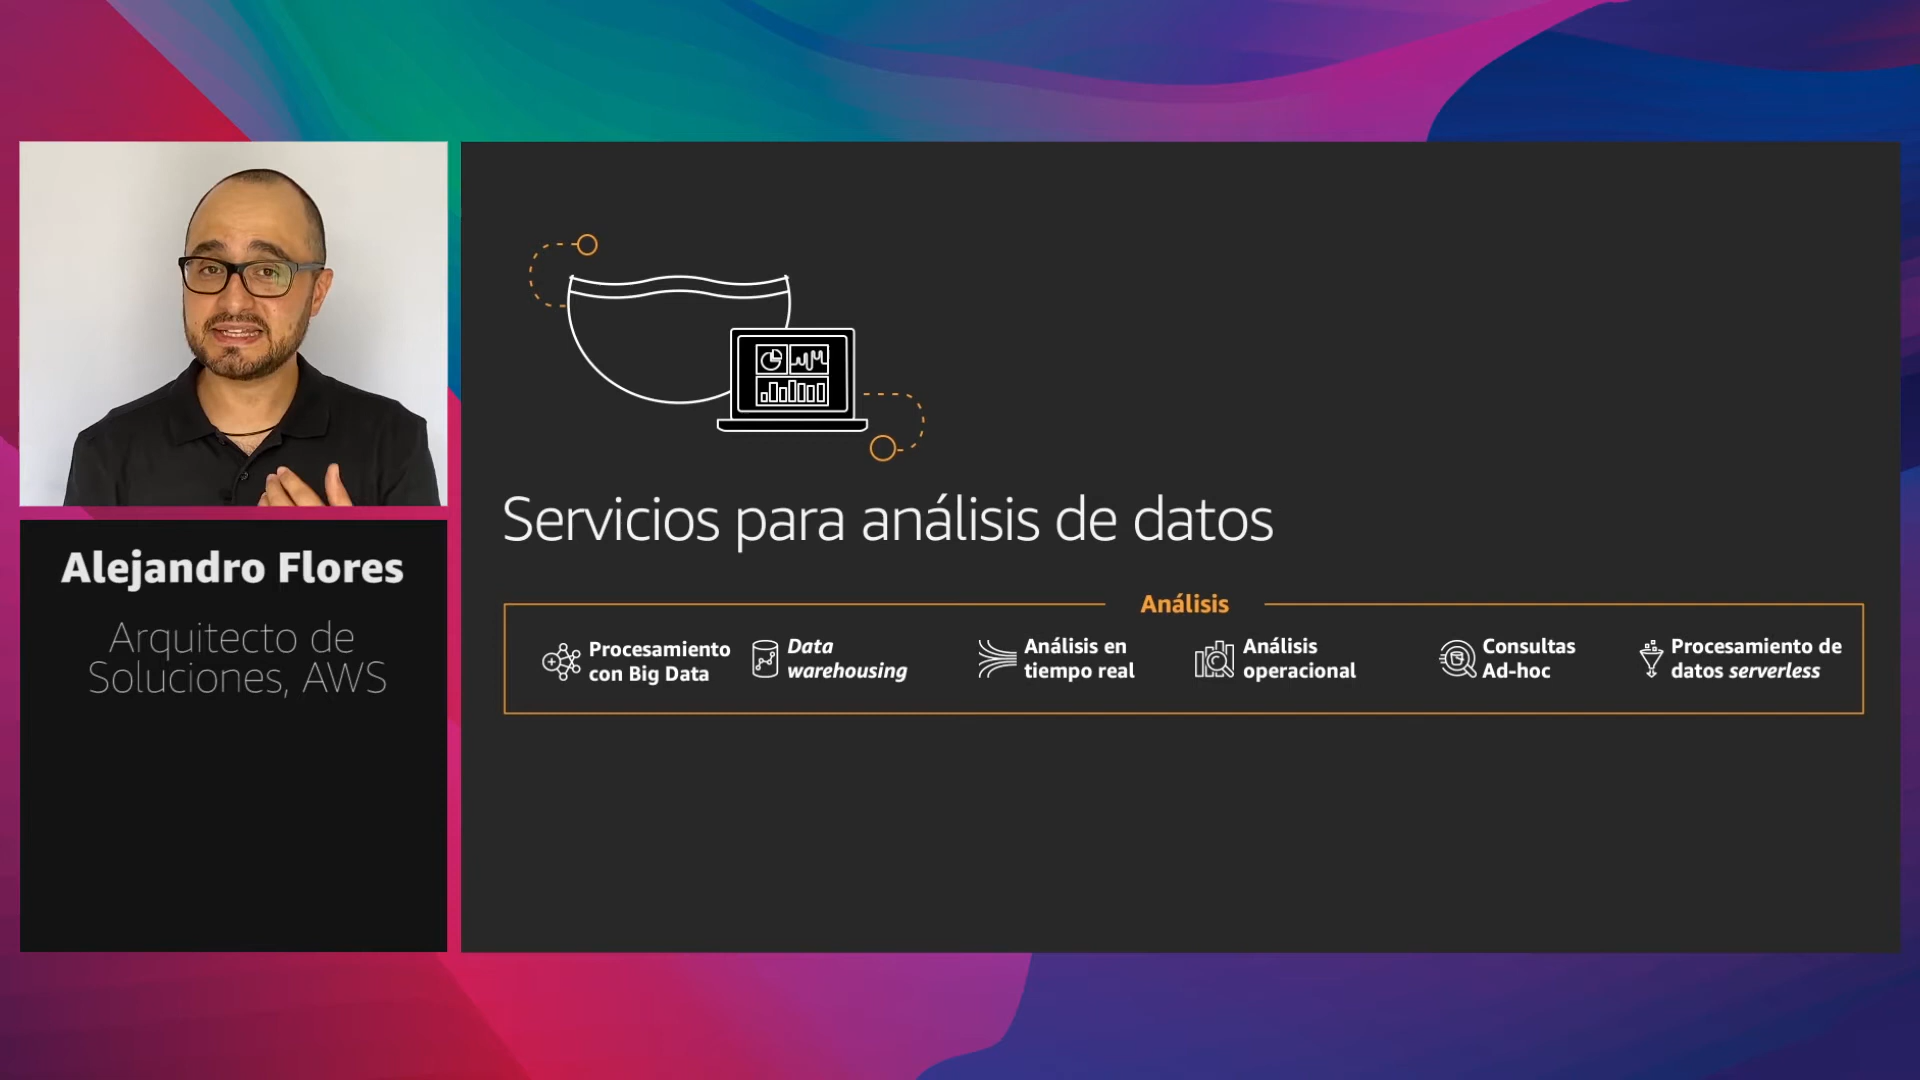 Alejandro Flores
Arquitecto de
Soluciones, AWS
Servicios para análisis de datos
Análisis
Procesamiento
con Big Data
Data
warehousing
Análisis en
tiempo real
Análisis
operacional
Consultas
Ad-hoc
Procesamiento de
datos serverless